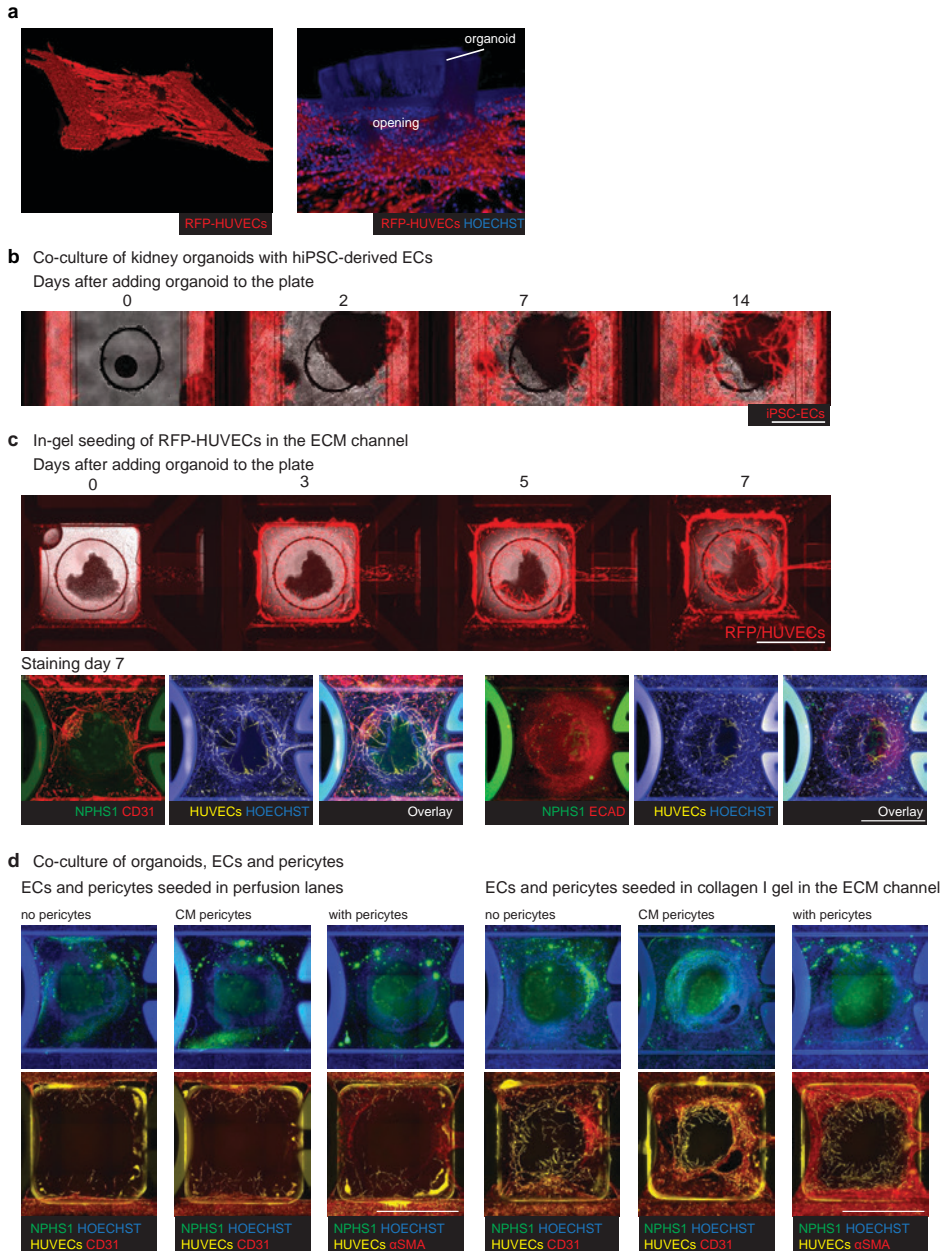 a
organoid
opening
RFP-HUVECs
RFP-HUVECs HOECHST
b Co-culture of kidney organoids with hiPSC-derived ECs
Days after adding organoid to the plate
0 2 7 14
iPSC-ECs
c In-gel seeding of RFP-HUVECs in the ECM channel
Days after adding organoid to the plate
0 3 5 7
RFP/HUVECs
Staining day 7
NPHS1 CD31 HUVECs HOECHST Overlay NPHS1 ECAD HUVECs HOECHST Overlay
d Co-culture of organoids, ECs and pericytes
ECs and pericytes seeded in perfusion lanes ECs and pericytes seeded in collagen I gel in the ECM channel
no pericytes CM pericytes with pericytes no pericytes CM pericytes with pericytes
NPHS1 HOECHST NPHS1 HOECHST NPHS1 HOECHST NPHS1 HOECHST NPHS1 HOECHST NPHS1 HOECHST
HUVECs CD31 HUVECs CD31 HUVECs αSMA HUVECs CD31 HUVECs CD31 HUVECs αSMA